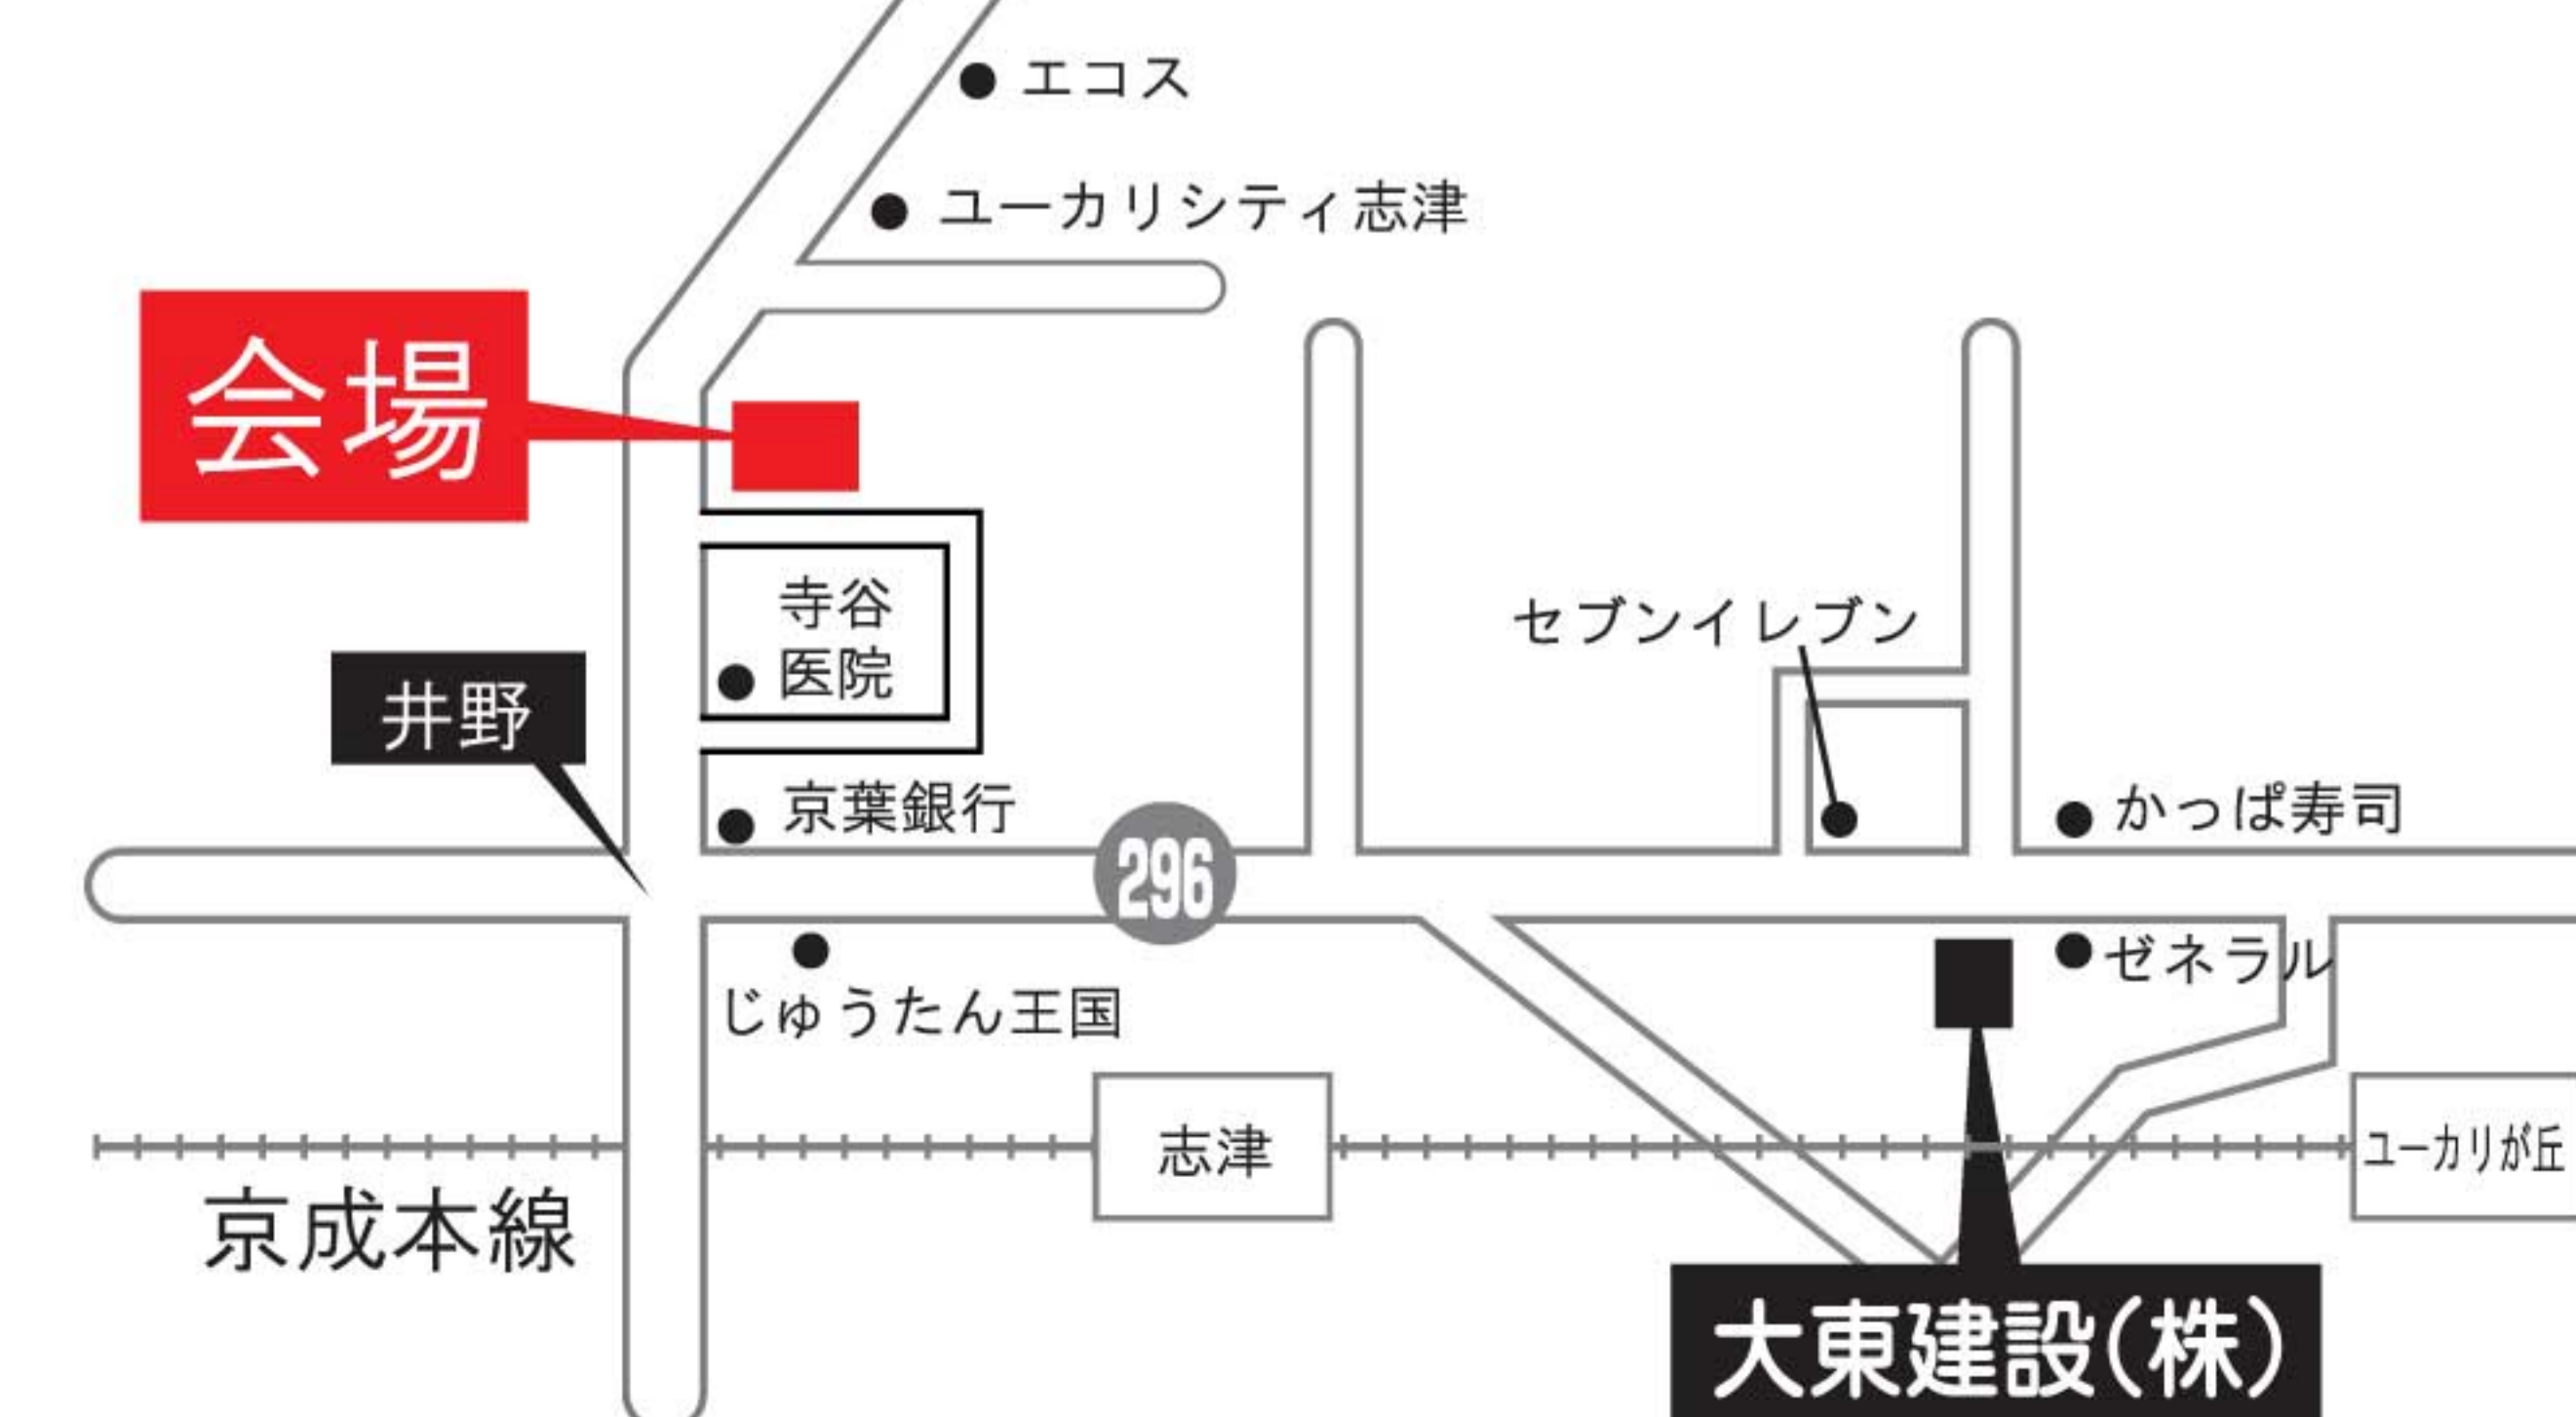 エコス
ユーカリシティ志津
会場
寺谷
医院
セブンイレブン
井野
京葉銀行
かっぱ寿司
296
ゼネラル
じゅうたん王国
志津
ユーカリが丘
京成本線
大東建設(株)